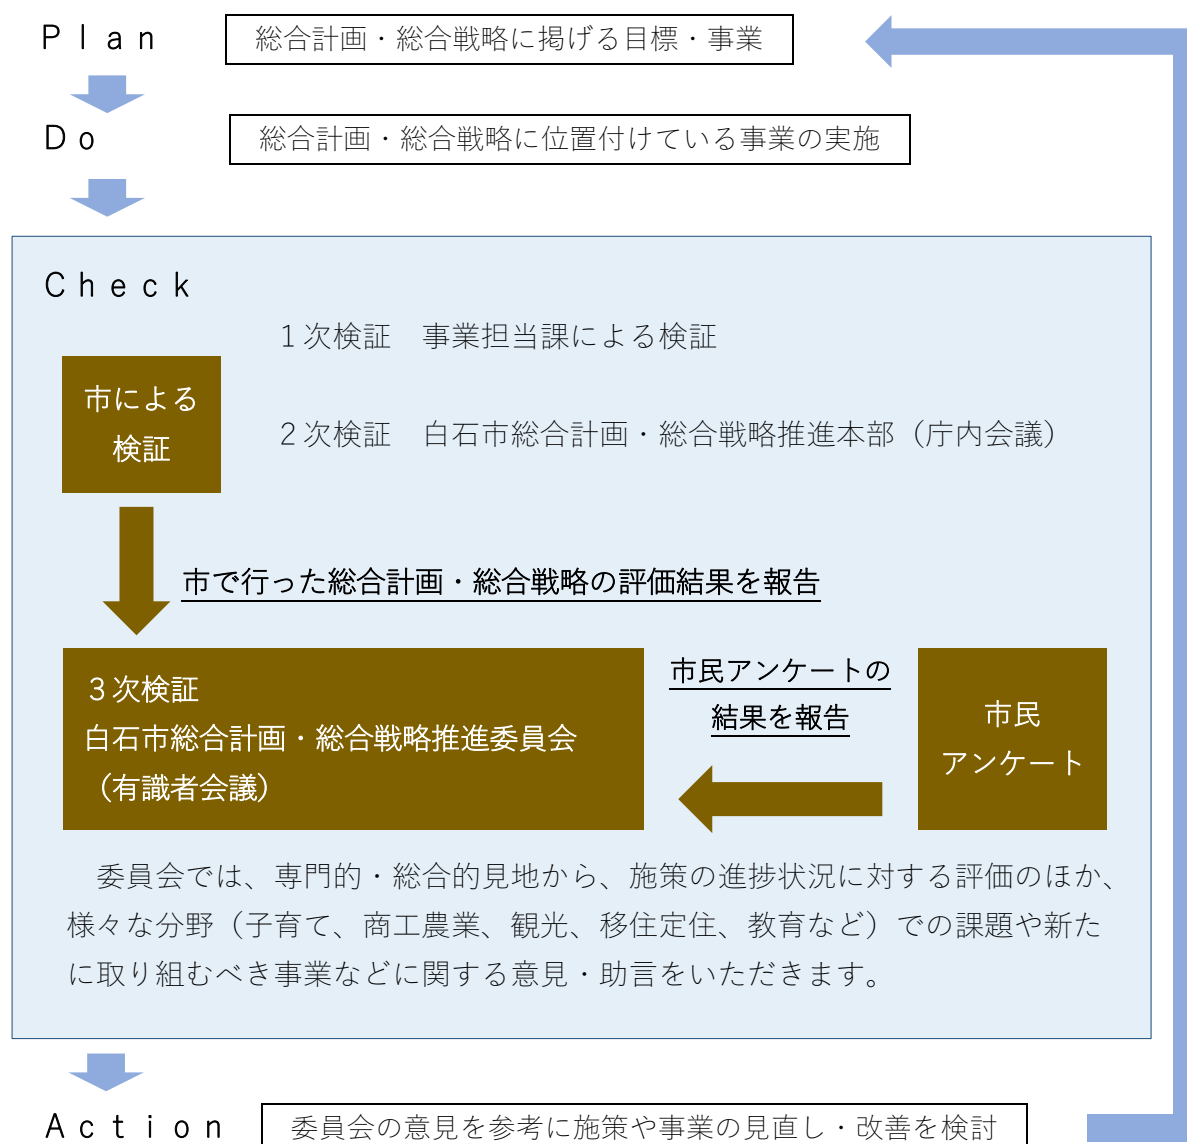 Ｐｌａｎ
総合計画・総合戦略に掲げる目標・事業
Ｄｏ
総合計画・総合戦略に位置付けている事業の実施
Ｃｈｅｃｋ
１次検証　事業担当課による検証
市による
検証
２次検証　白石市総合計画・総合戦略推進本部（庁内会議）
市で行った総合計画・総合戦略の評価結果を報告
３次検証
白石市総合計画・総合戦略推進委員会
（有識者会議）
市民アンケートの
結果を報告
市民
アンケート
委員会では、専門的・総合的見地から、施策の進捗状況に対する評価のほか、
様々な分野（子育て、商工農業、観光、移住定住、教育など）での課題や新た
に取り組むべき事業などに関する意見・助言をいただきます。
Ａｃｔｉｏｎ
委員会の意見を参考に施策や事業の見直し・改善を検討